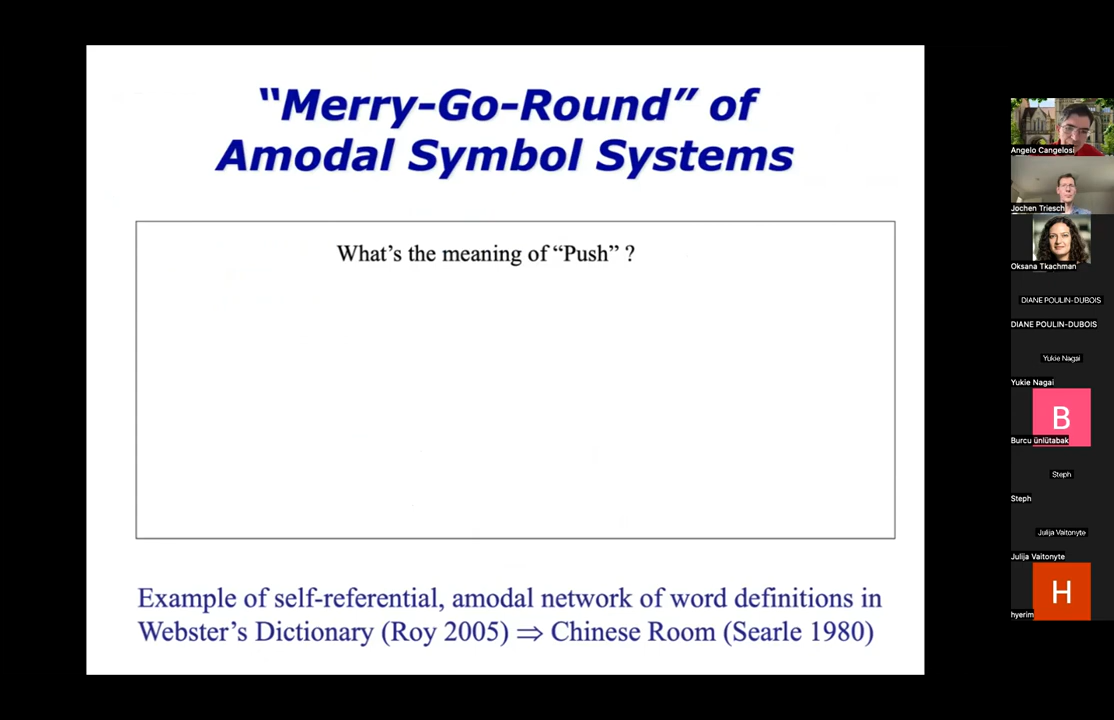 “Merry-Go-Round” of
Amodal Symbol Systems
What’s the meaning of “Push” ?
Example of self-referential, amodal network of word definitions in
Webster’s Dictionary (Roy 2005) ⇒ Chinese Room (Searle 1980)
Angelo Cangelosi
Jochen Triesch
Oksana Tkachman
DIANE POULIN-DUBOIS
DIANE POULIN-DUBOIS
Yukie Nagai
Yukie Nagai
B
Burcu ünlütabak
Steph
Steph
Julija Vaitonyte
Julija Vaitonyte
H
hyerim